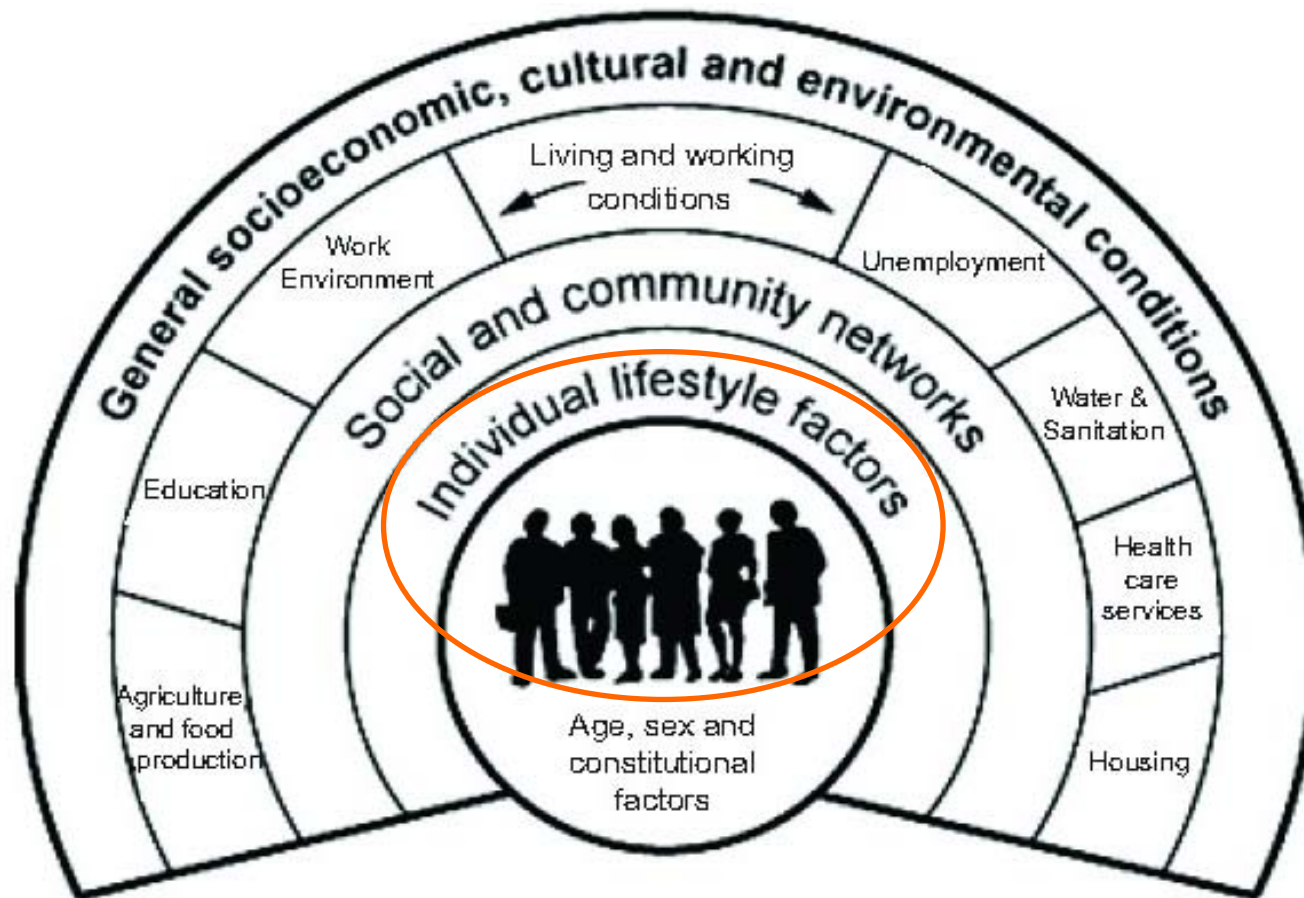 General socioeconomic, cultural and environmental conditions
Living and working
conditions
Work
Environment
Unemployment
Social and community networks
Water &
Sanitation
Individual lifestyle factors
Education
Health
care
services
Agriculture
and food
production
Age, sex and
constitutional
factors
Housing